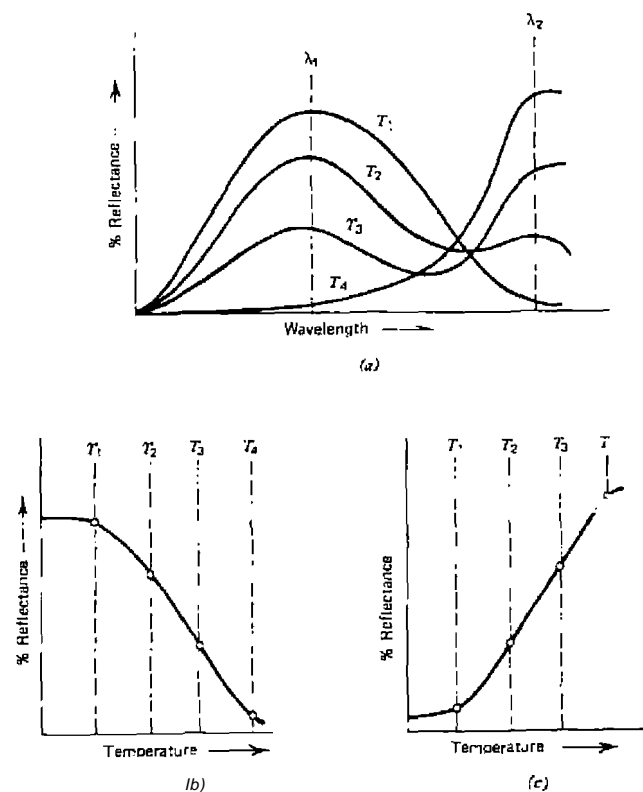 λ₁
λ₂
% Reflectance →
T₁
T₂
T₃
T₄
Wavelength →
(a)
T₁ T₂ T₃ T₄
% Reflectance →
Temperature →
(b)
T₁ T₂ T₃ T
% Reflectance
Temperature →
(c)